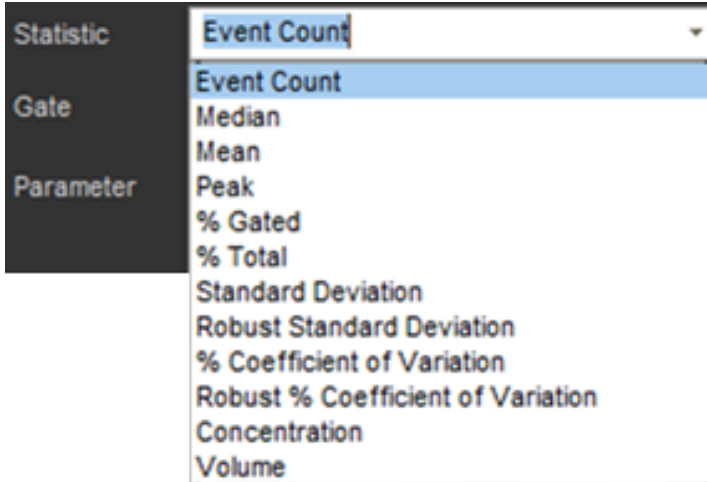 Statistic
Event Count
Event Count
Gate
Median
Mean
Parameter
Peak
% Gated
% Total
Standard Deviation
Robust Standard Deviation
% Coefficient of Variation
Robust % Coefficient of Variation
Concentration
Volume